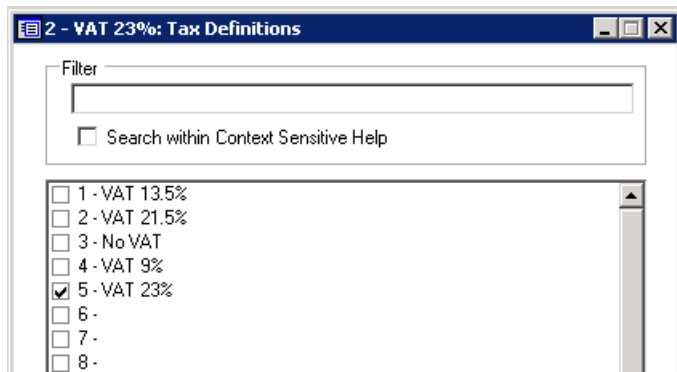 2 - VAT 23%: Tax Definitions
Filter
Search within Context Sensitive Help
1 - VAT 13.5%
2 - VAT 21.5%
3 - No VAT
4 - VAT 9%
5 - VAT 23%
6 -
7 -
8 -